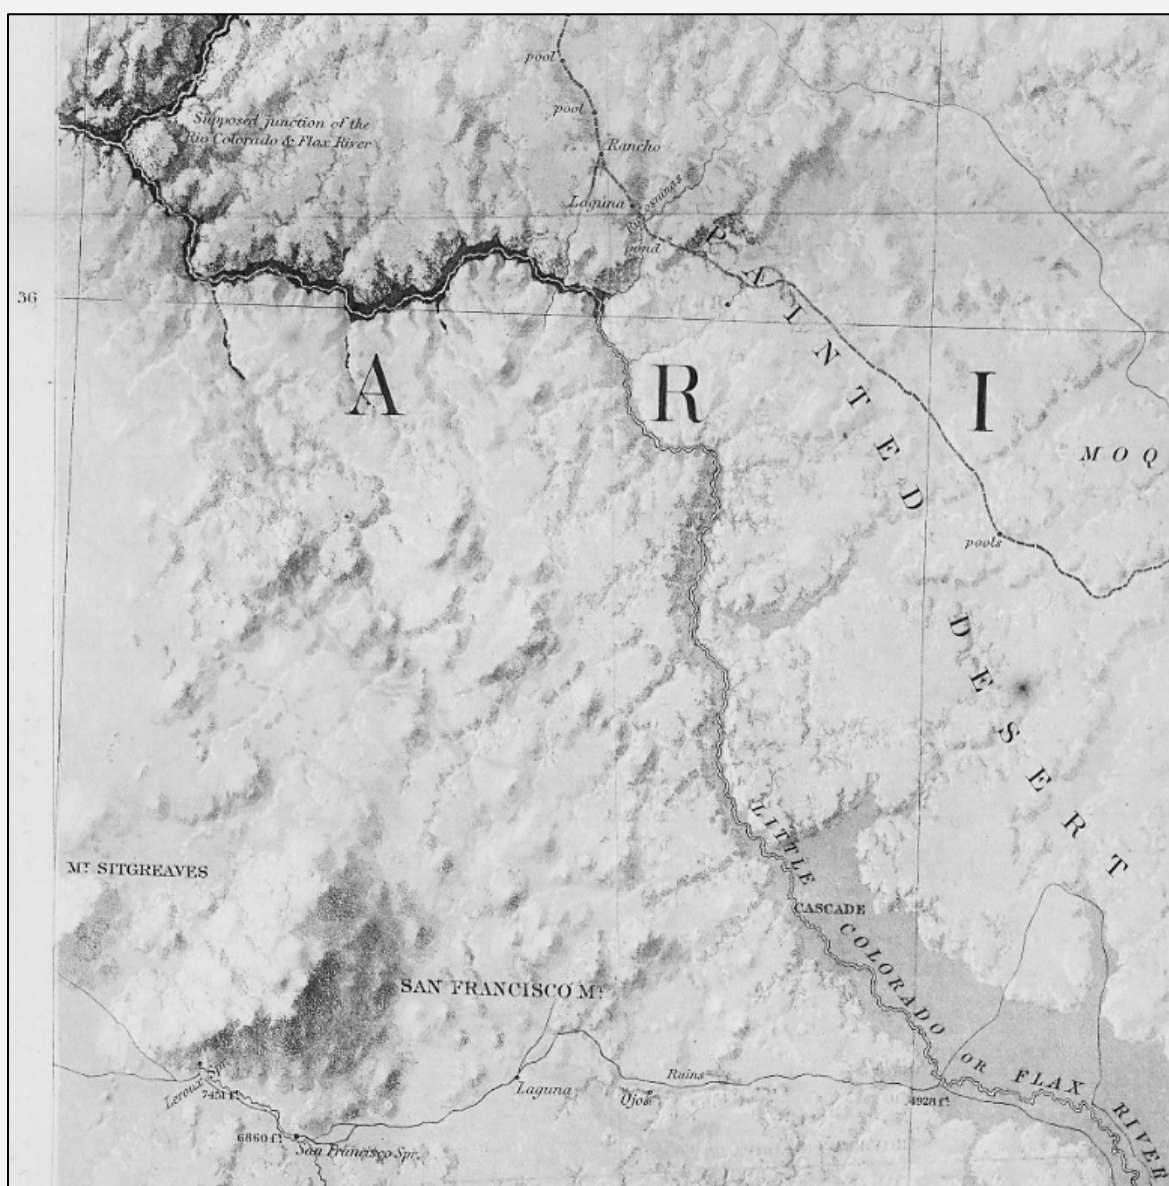 pool
pool
Supposed junction of the
Rio Colorado & Flax River
Rancho
Laguna
pond
PAINTED DESERT
36
A R I
MOQ
pools
LITTLE COLORADO OR FLAX RIVER
CASCADE
MT. SITGREAVES
SAN FRANCISCO MT.
Leroux Spr.
7451 ft.
Laguna
Ruins
Ojos
4928 ft.
6860 ft.
San Francisco Spr.